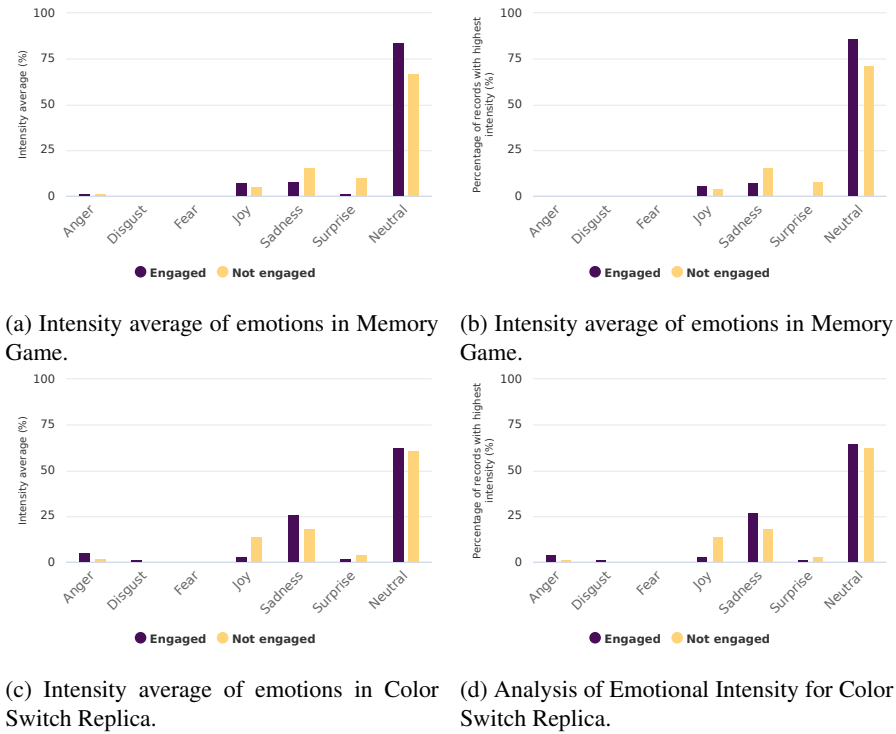 100
75
50
25
0
Intensity average (%)
Anger
Disgust
Fear
Joy
Sadness
Surprise
Neutral
Engaged Not engaged
(a) Intensity average of emotions in Memory
Game.
100
75
50
25
0
Percentage of records with highest
intensity (%)
Anger
Disgust
Fear
Joy
Sadness
Surprise
Neutral
Engaged Not engaged
(b) Intensity average of emotions in Memory
Game.
100
75
50
25
0
Intensity average (%)
Anger
Disgust
Fear
Joy
Sadness
Surprise
Neutral
Engaged Not engaged
(c) Intensity average of emotions in Color
Switch Replica.
100
75
50
25
0
Percentage of records with highest
intensity (%)
Anger
Disgust
Fear
Joy
Sadness
Surprise
Neutral
Engaged Not engaged
(d) Analysis of Emotional Intensity for Color
Switch Replica.